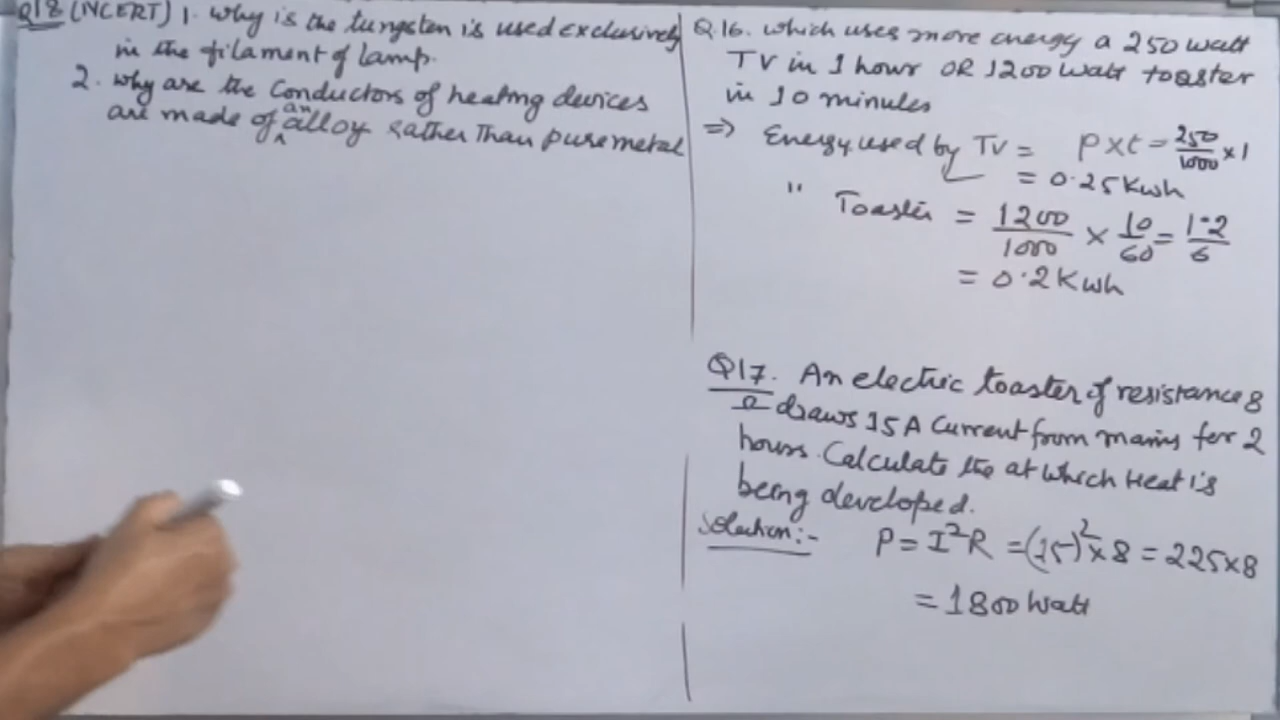 Q18 (NCERT) 1. why is the tungsten is used exclusively
in the filament of lamp.
2. why are the Conductors of heating devices
are made of an alloy rather than pure metal
Q.16. which uses more energy a 250 watt
TV in 1 hour OR 1200 watt toaster
in 10 minutes
⇒ Energy used by TV = P x t = 250/1000 x 1
= 0.25 Kwh
" Toaster = 1200/1000 x 10/60 = 1.2/6
= 0.2 Kwh
Q17. An electric toaster of resistance 8
Ω draws 15 A Current from mains for 2
hours. Calculate the at which Heat is
being developed.
Solution:- P = I²R = (15)² x 8 = 225 x 8
= 1800 Watt